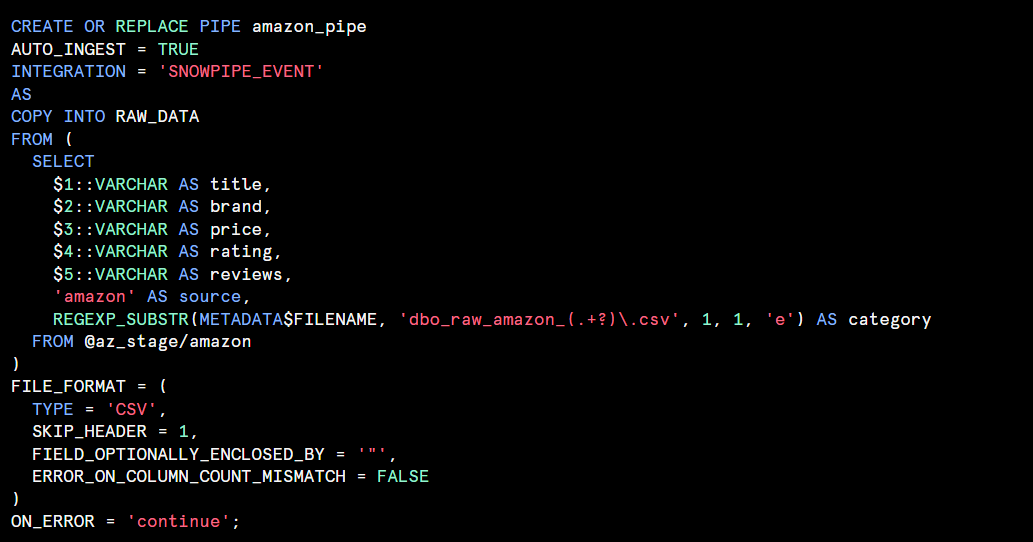 CREATE OR REPLACE PIPE amazon_pipe
AUTO_INGEST = TRUE
INTEGRATION = 'SNOWPIPE_EVENT'
AS
COPY INTO RAW_DATA
FROM (
  SELECT
    $1::VARCHAR AS title,
    $2::VARCHAR AS brand,
    $3::VARCHAR AS price,
    $4::VARCHAR AS rating,
    $5::VARCHAR AS reviews,
    'amazon' AS source,
    REGEXP_SUBSTR(METADATA$FILENAME, 'dbo_raw_amazon_(.+?)\.csv', 1, 1, 'e') AS category
  FROM @az_stage/amazon
)
FILE_FORMAT = (
  TYPE = 'CSV',
  SKIP_HEADER = 1,
  FIELD_OPTIONALLY_ENCLOSED_BY = '"',
  ERROR_ON_COLUMN_COUNT_MISMATCH = FALSE
)
ON_ERROR = 'continue';